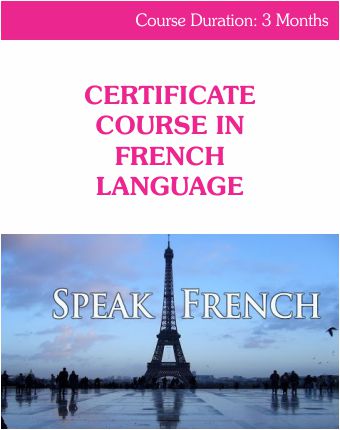 Course Duration: 3 Months
CERTIFICATE
COURSE IN
FRENCH
LANGUAGE
SPEAK FRENCH